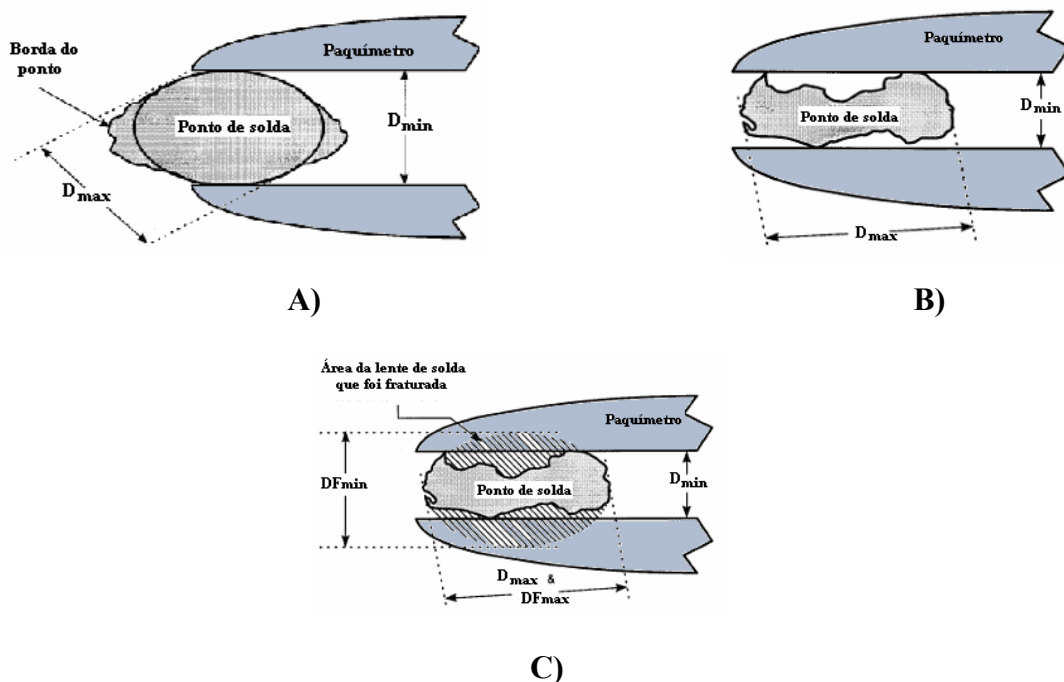 Borda do
ponto
Paquímetro
Ponto de solda
Dmin
Dmax
A)
Paquímetro
Ponto de solda
Dmin
Dmax
B)
Área da lente de solda
que foi fraturada
Paquímetro
DFmin
Ponto de solda
Dmin
Dmax &
DFmax
C)